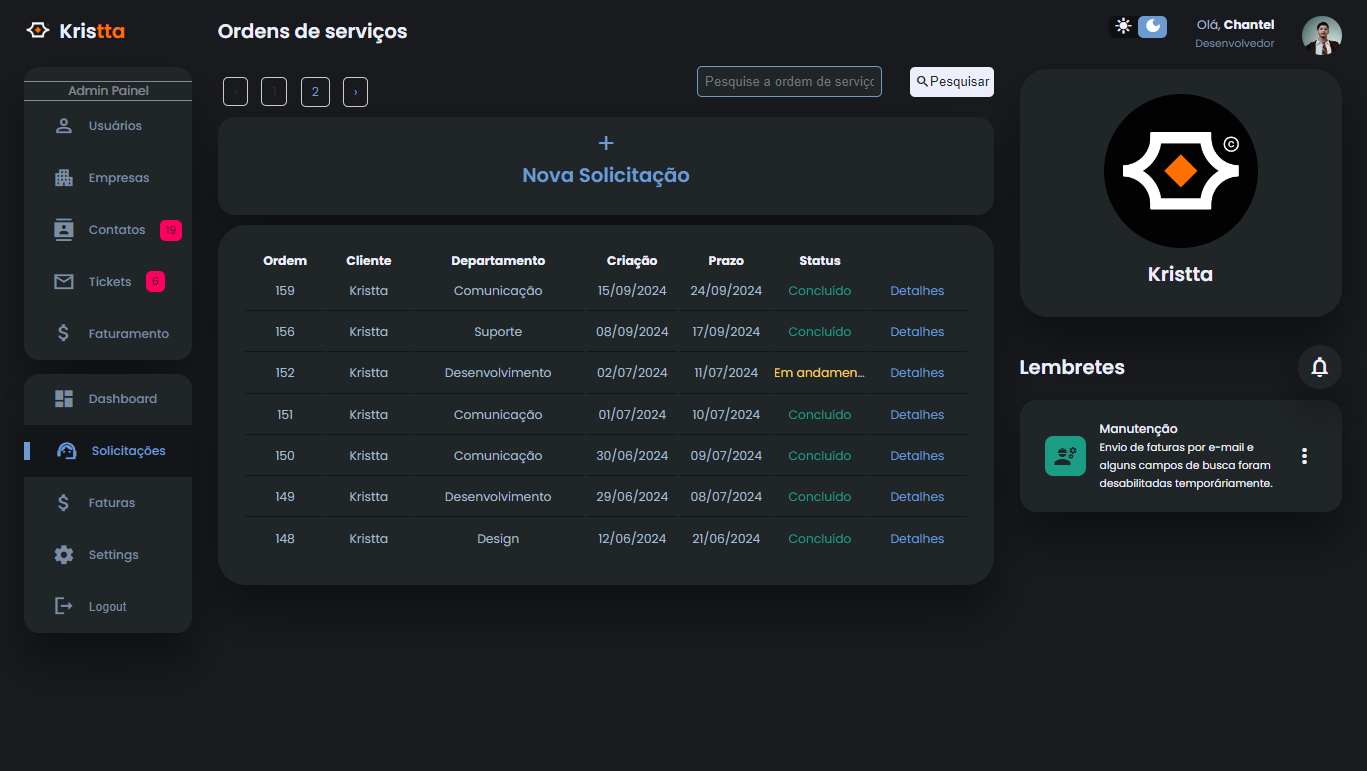 Kristta
Admin Painel
Usuários
Empresas
Contatos 19
Tickets 6
Faturamento
Dashboard
Solicitações
Faturas
Settings
Logout
Ordens de serviços
‹ 1 2 ›
Pesquise a ordem de serviço
Pesquisar
+
Nova Solicitação
Ordem Cliente Departamento Criação Prazo Status
159 Kristta Comunicação 15/09/2024 24/09/2024 Concluído Detalhes
156 Kristta Suporte 08/09/2024 17/09/2024 Concluído Detalhes
152 Kristta Desenvolvimento 02/07/2024 11/07/2024 Em andamen... Detalhes
151 Kristta Comunicação 01/07/2024 10/07/2024 Concluído Detalhes
150 Kristta Comunicação 30/06/2024 09/07/2024 Concluído Detalhes
149 Kristta Desenvolvimento 29/06/2024 08/07/2024 Concluído Detalhes
148 Kristta Design 12/06/2024 21/06/2024 Concluído Detalhes
Olá, Chantel
Desenvolvedor
©
Kristta
Lembretes
Manutenção
Envio de faturas por e-mail e
alguns campos de busca foram
desabilitadas temporáriamente.